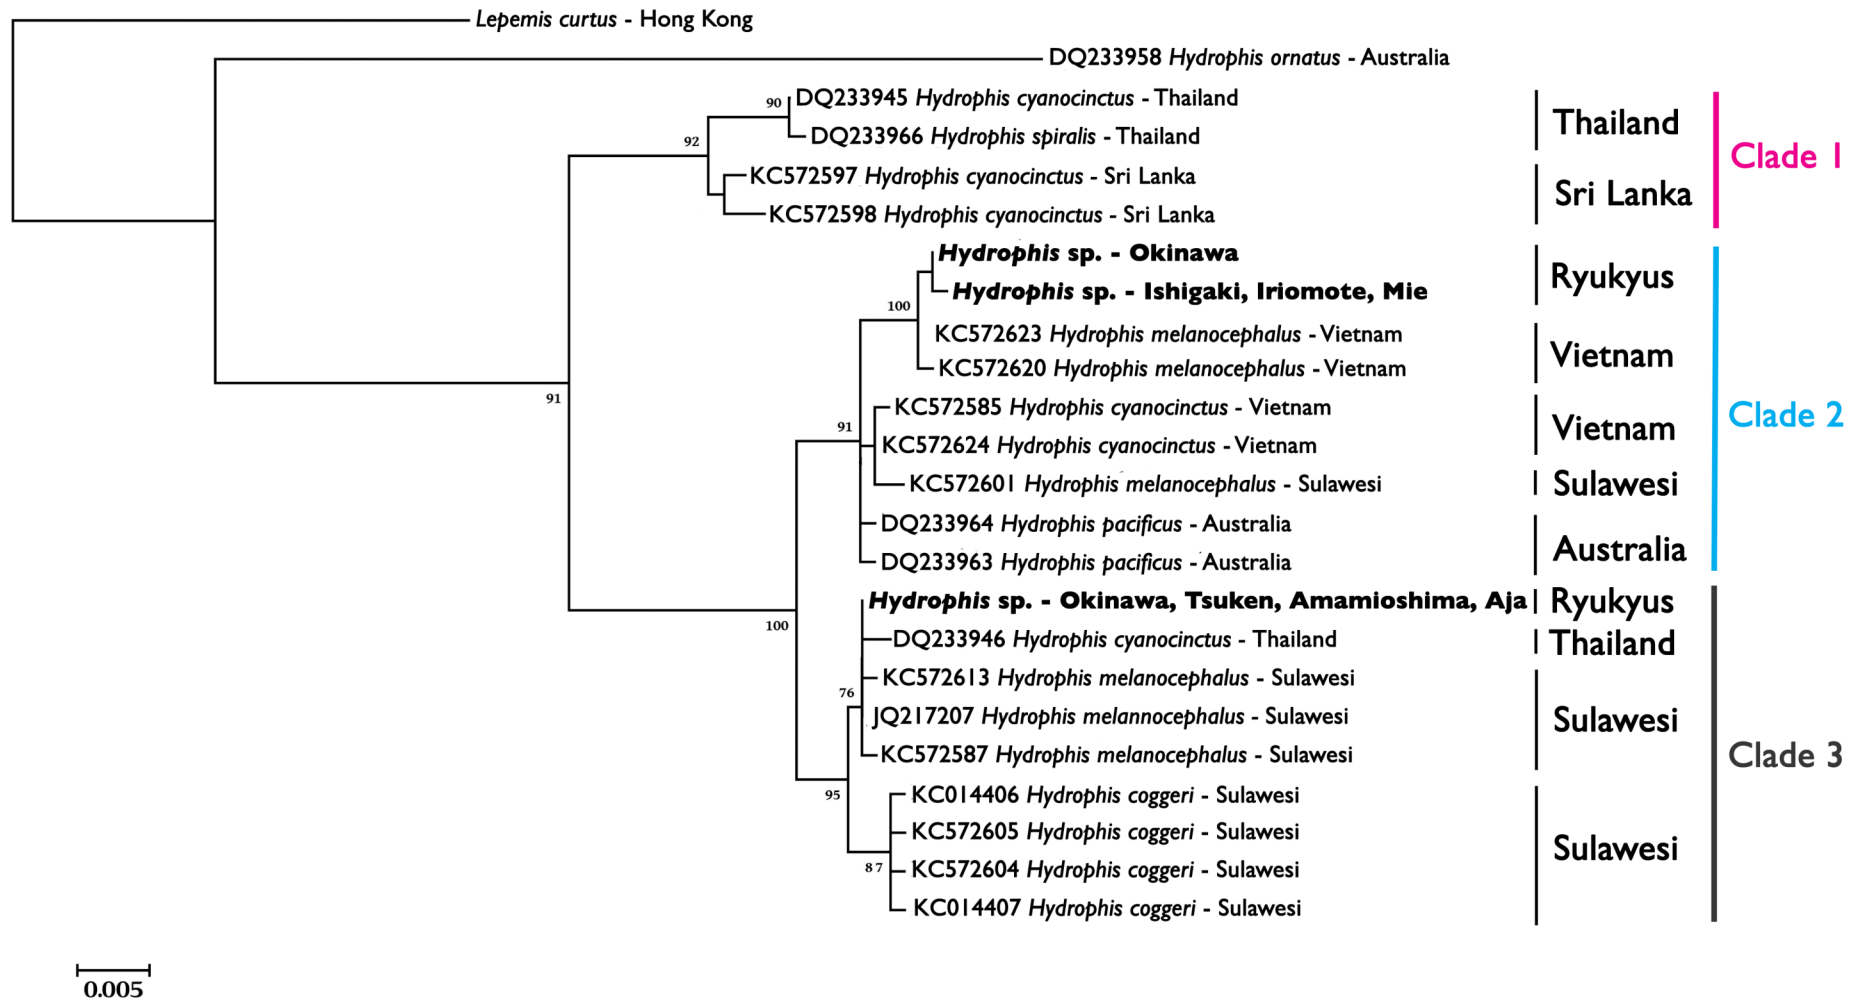 Lepemis curtus - Hong Kong
DQ233958 Hydrophis ornatus - Australia
90
DQ233945 Hydrophis cyanocinctus - Thailand
DQ233966 Hydrophis spiralis - Thailand
Thailand
92
Clade 1
KC572597 Hydrophis cyanocinctus - Sri Lanka
KC572598 Hydrophis cyanocinctus - Sri Lanka
Sri Lanka
Hydrophis sp. - Okinawa
Hydrophis sp. - Ishigaki, Iriomote, Mie
Ryukyus
100
KC572623 Hydrophis melanocephalus - Vietnam
KC572620 Hydrophis melanocephalus - Vietnam
Vietnam
91
KC572585 Hydrophis cyanocinctus - Vietnam
KC572624 Hydrophis cyanocinctus - Vietnam
Vietnam
Clade 2
91
KC572601 Hydrophis melanocephalus - Sulawesi
Sulawesi
DQ233964 Hydrophis pacificus - Australia
DQ233963 Hydrophis pacificus - Australia
Australia
Hydrophis sp. - Okinawa, Tsuken, Amamioshima, Aja
Ryukyus
100
DQ233946 Hydrophis cyanocinctus - Thailand
Thailand
76
KC572613 Hydrophis melanocephalus - Sulawesi
JQ217207 Hydrophis melannocephalus - Sulawesi
KC572587 Hydrophis melanocephalus - Sulawesi
Sulawesi
Clade 3
95
KC014406 Hydrophis coggeri - Sulawesi
KC572605 Hydrophis coggeri - Sulawesi
87
KC572604 Hydrophis coggeri - Sulawesi
KC014407 Hydrophis coggeri - Sulawesi
Sulawesi
0.005